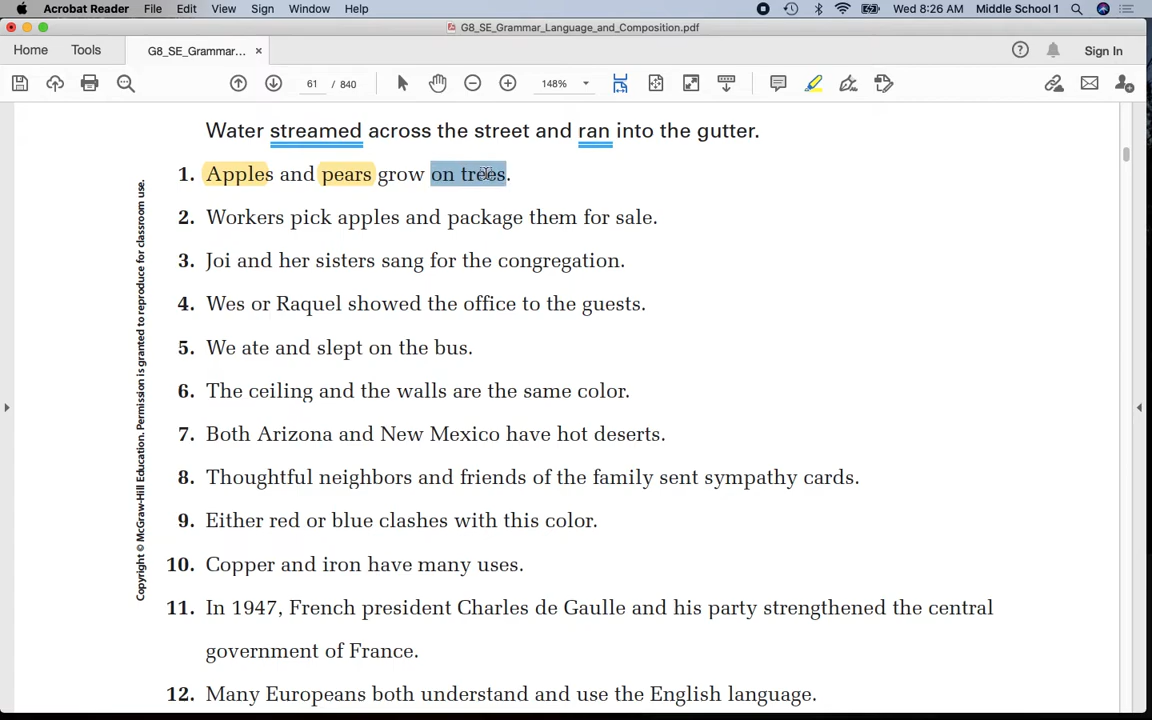 Acrobat Reader File Edit View Sign Window Help Wed 8:26 AM Middle School 1
G8_SE_Grammar_Language_and_Composition.pdf
Home Tools G8_SE_Grammar... × Sign In
61 / 840 148%
Water streamed across the street and ran into the gutter.
1. Apples and pears grow on trees.
2. Workers pick apples and package them for sale.
3. Joi and her sisters sang for the congregation.
4. Wes or Raquel showed the office to the guests.
5. We ate and slept on the bus.
6. The ceiling and the walls are the same color.
7. Both Arizona and New Mexico have hot deserts.
8. Thoughtful neighbors and friends of the family sent sympathy cards.
9. Either red or blue clashes with this color.
10. Copper and iron have many uses.
11. In 1947, French president Charles de Gaulle and his party strengthened the central
government of France.
12. Many Europeans both understand and use the English language.
Copyright © McGraw-Hill Education. Permission is granted to reproduce for classroom use.